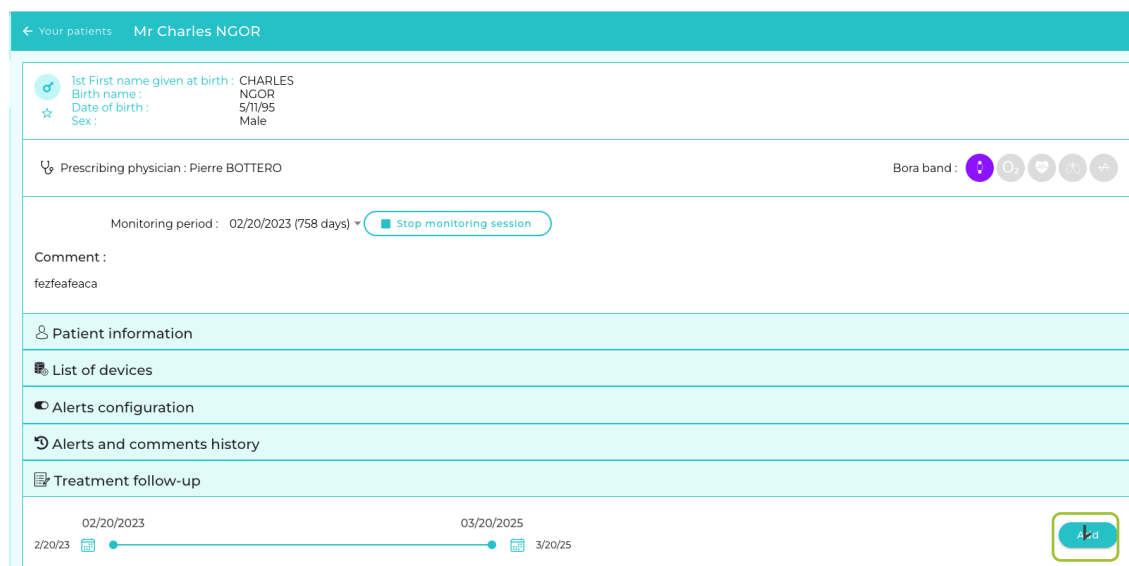 Your patients Mr Charles NGOR
1st First name given at birth : CHARLES
Birth name : NGOR
Date of birth : 5/11/95
Sex : Male
Prescribing physician : Pierre BOTTERO Bora band : O₂
Monitoring period : 02/20/2023 (758 days) Stop monitoring session
Comment :
fezfeafeaca
Patient information
List of devices
Alerts configuration
Alerts and comments history
Treatment follow-up
02/20/2023 03/20/2025
2/20/23 3/20/25 Add